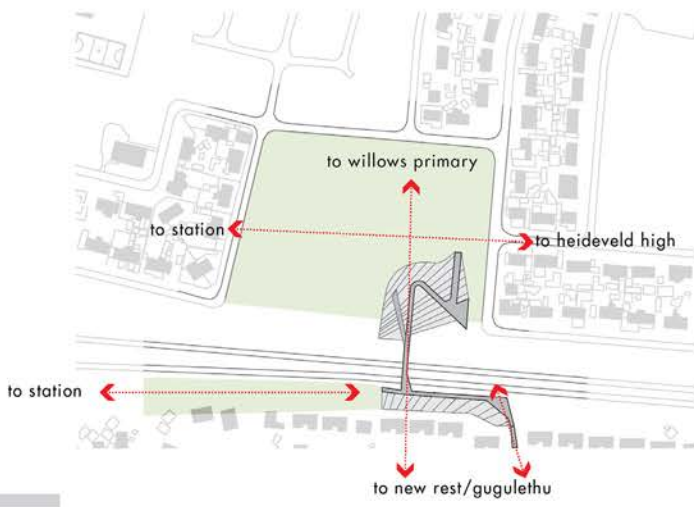 to willows primary
to station
to heideveld high
to station
to new rest/gugulethu